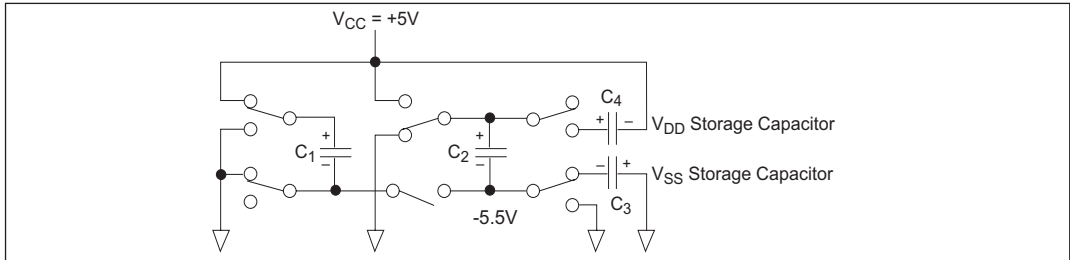 V_CC = +5V
C_4
+ −
V_DD Storage Capacitor
+
C_1
−
+
C_2
−
− +
V_SS Storage Capacitor
C_3
-5.5V